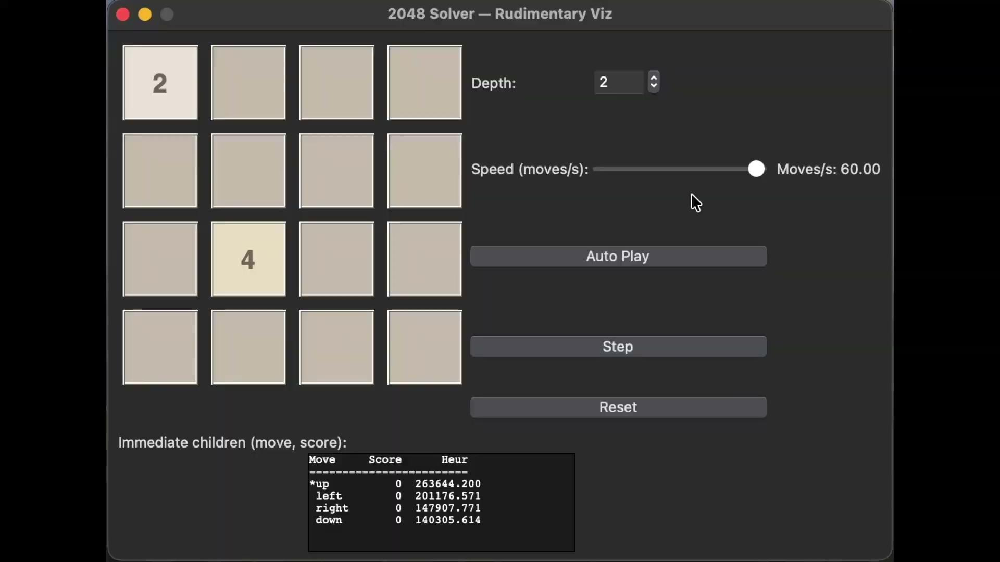 2048 Solver — Rudimentary Viz
2
Depth: 2
Speed (moves/s): Moves/s: 60.00
4
Auto Play
Step
Reset
Immediate children (move, score):
Move Score Heur
------------------------
*up 0 263644.200
left 0 201176.571
right 0 147907.771
down 0 140305.614